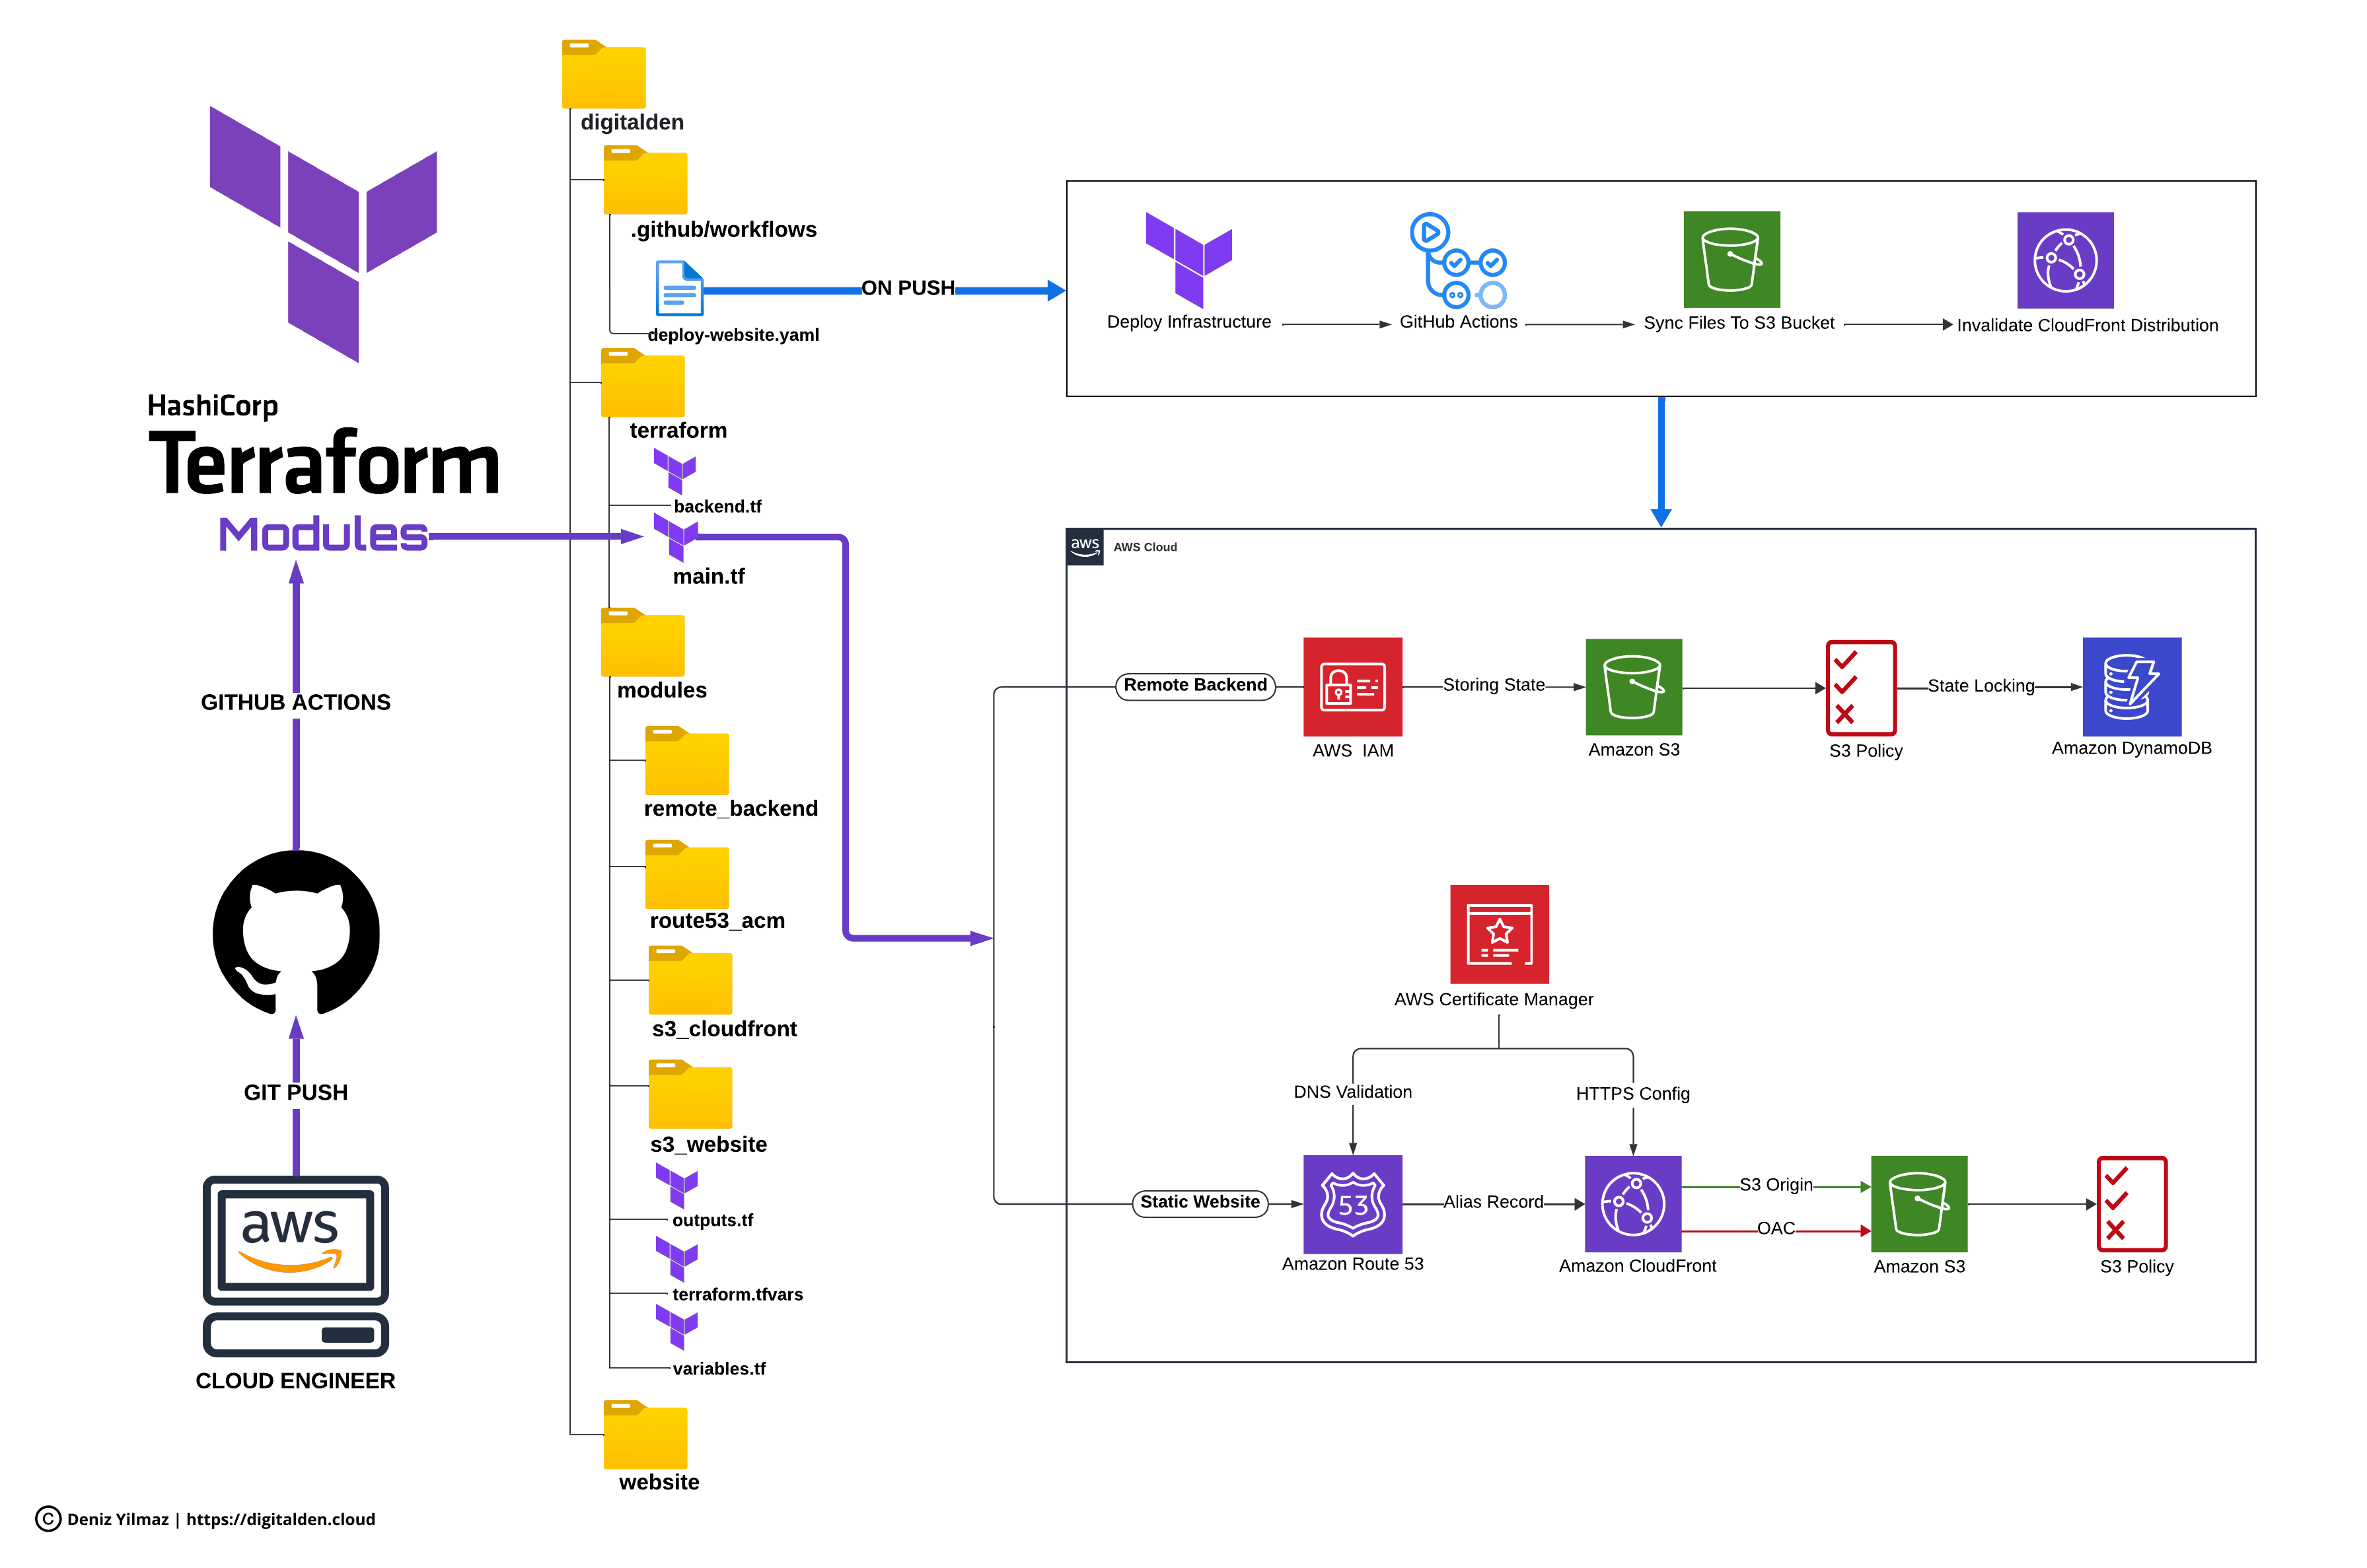 HashiCorp
Terraform
Modules
GITHUB ACTIONS
GIT PUSH
aws
CLOUD ENGINEER
© Deniz Yilmaz | https://digitalden.cloud
digitalden
.github/workflows
deploy-website.yaml
terraform
backend.tf
main.tf
modules
remote_backend
route53_acm
s3_cloudfront
s3_website
outputs.tf
terraform.tfvars
variables.tf
website
ON PUSH
Deploy Infrastructure
GitHub Actions
Sync Files To S3 Bucket
Invalidate CloudFront Distribution
aws
AWS Cloud
Remote Backend
AWS IAM
Storing State
Amazon S3
S3 Policy
State Locking
Amazon DynamoDB
AWS Certificate Manager
DNS Validation
HTTPS Config
Static Website
53
Amazon Route 53
Alias Record
Amazon CloudFront
S3 Origin
OAC
Amazon S3
S3 Policy